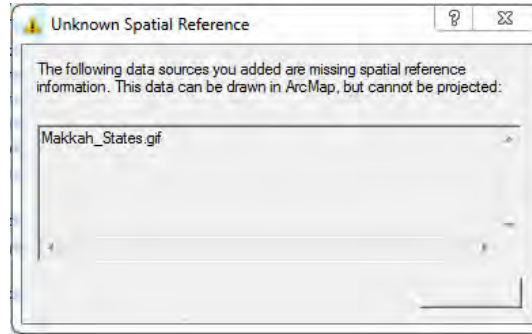 Unknown Spatial Reference
The following data sources you added are missing spatial reference
information. This data can be drawn in ArcMap, but cannot be projected:
Makkah_States.gif